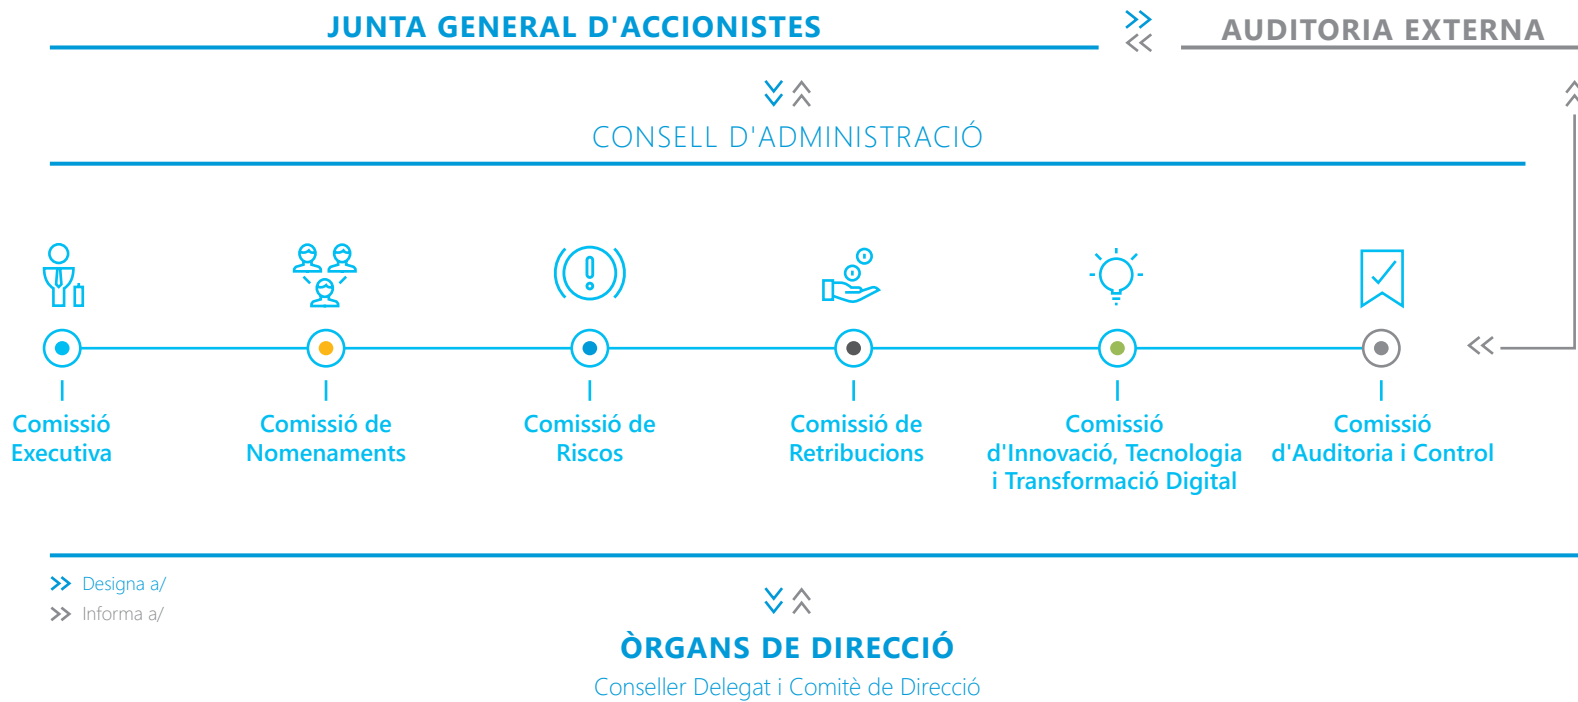 JUNTA GENERAL D'ACCIONISTES
AUDITORIA EXTERNA
CONSELL D'ADMINISTRACIÓ
Comissió
Executiva
Comissió de
Nomenaments
Comissió de
Riscos
Comissió de
Retribucions
Comissió
d'Innovació, Tecnologia
i Transformació Digital
Comissió
d'Auditoria i Control
Designa a/
Informa a/
ÒRGANS DE DIRECCIÓ
Conseller Delegat i Comitè de Direcció